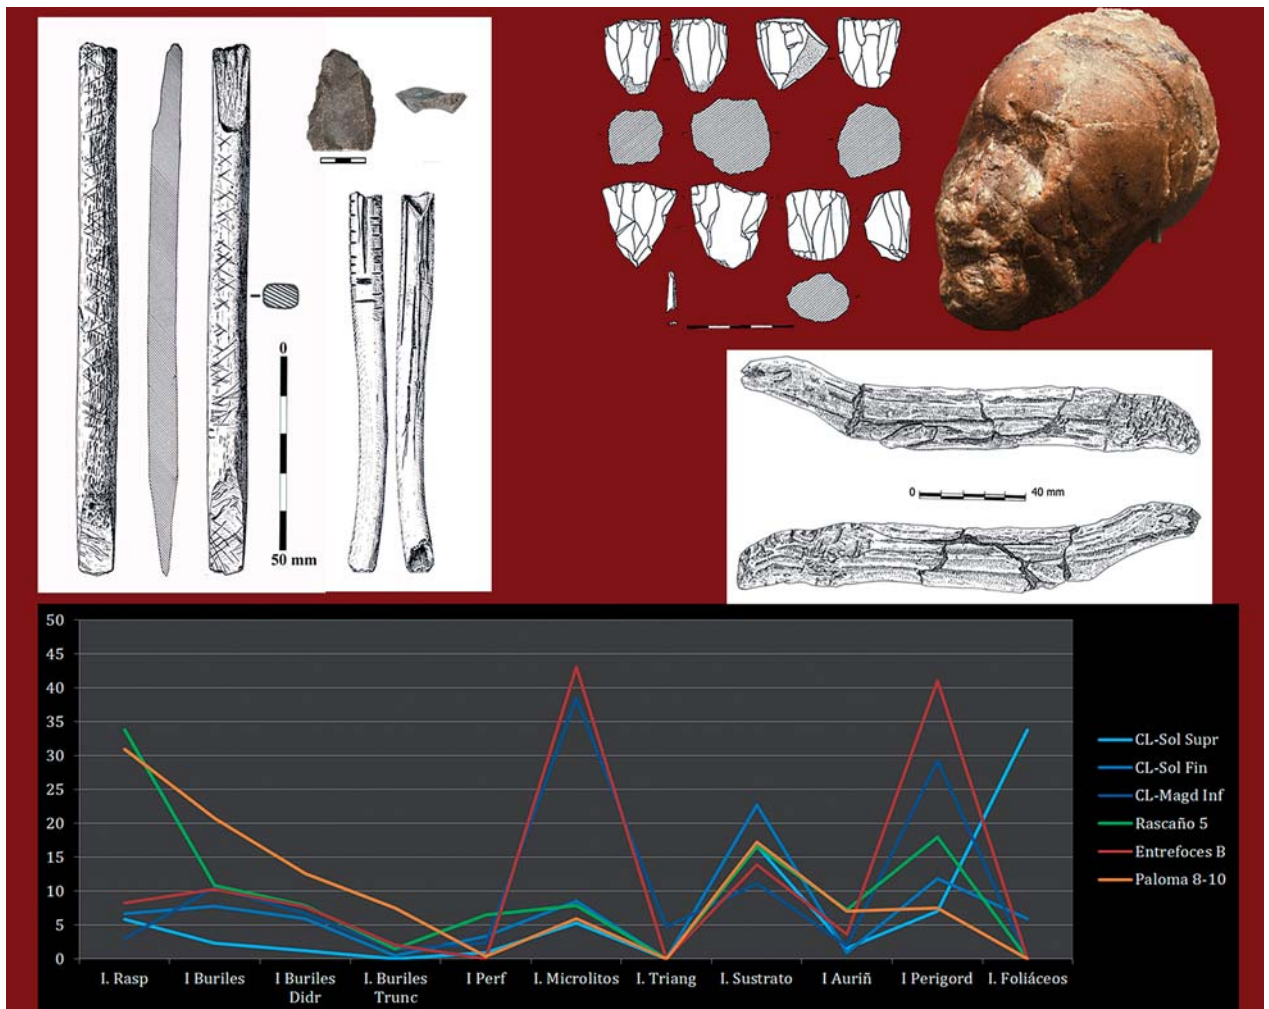 0
50 mm
0 40 mm
50
45
40
35
30
25
20
15
10
5
0
I. Rasp
I Buriles
I Buriles
Didr
I. Buriles
Trunc
I Perf
I. Microlitos
I. Triang
I. Sustrato
I Auriñ
I Perigord
I. Foliáceos
CL-Sol Supr
CL-Sol Fin
CL-Magd Inf
Rascaño 5
Entrefoces B
Paloma 8-10